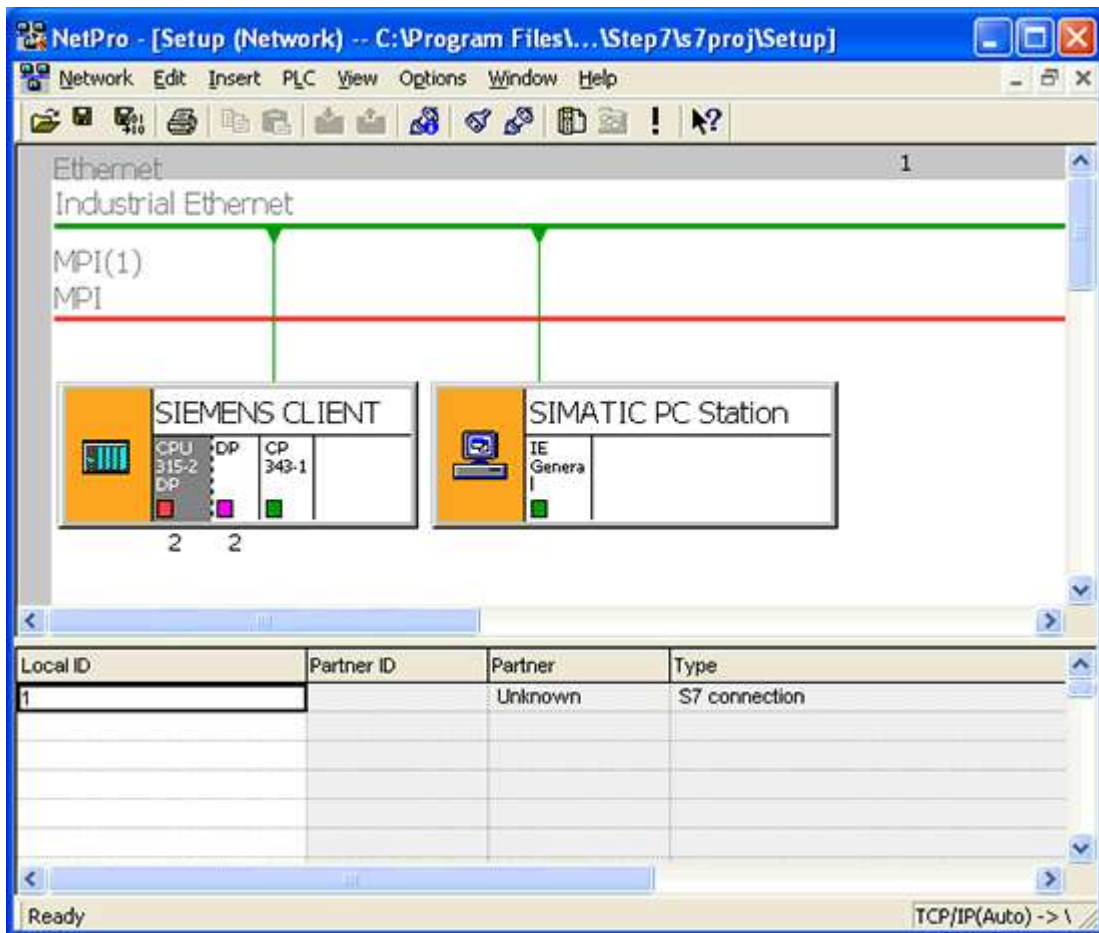 NetPro - [Setup (Network) -- C:\Program Files\...\Step7\s7proj\Setup]
Network Edit Insert PLC View Options Window Help
1
Ethernet
Industrial Ethernet
MPI(1)
MPI
SIEMENS CLIENT
CPU 315-2 DP
DP
CP 343-1
2 2
SIMATIC PC Station
IE
Genera
l
Local ID Partner ID Partner Type
1 Unknown S7 connection
Ready TCP/IP(Auto) -> \